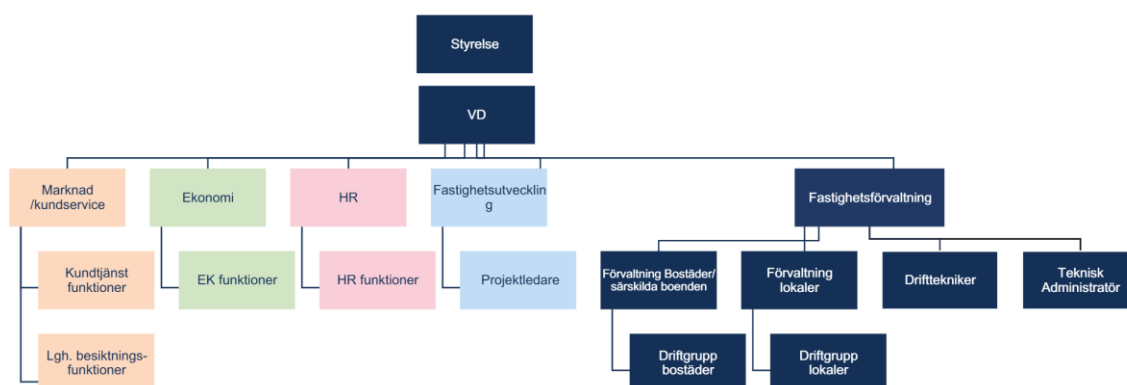 Styrelse
VD
Marknad
/kundservice
Ekonomi
HR
Fastighetsutvecklin
g
Fastighetsförvaltning
Kundtjänst
funktioner
EK funktioner
HR funktioner
Projektledare
Förvaltning Bostäder/
särskilda boenden
Förvaltning
lokaler
Drifttekniker
Teknisk
Administratör
Lgh. besiktnings-
funktioner
Driftgrupp
bostäder
Driftgrupp
lokaler